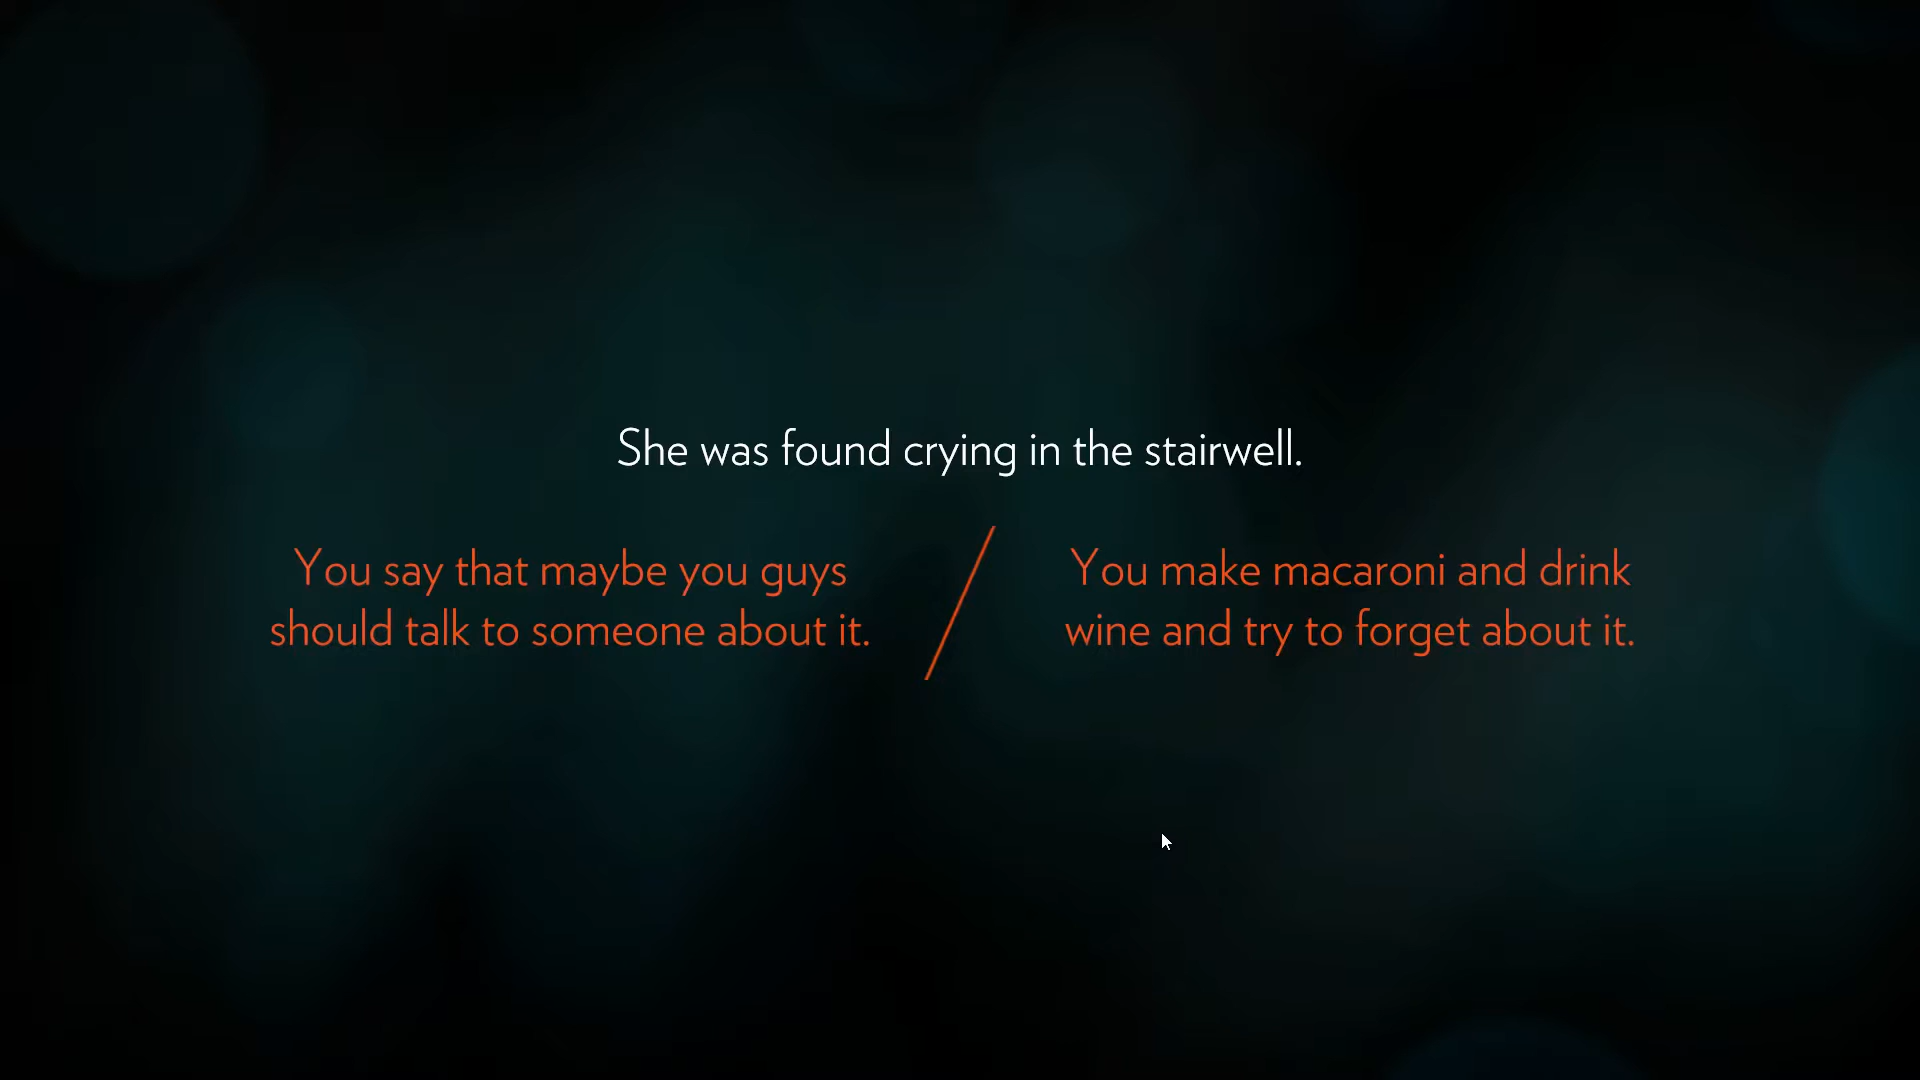 She was found crying in the stairwell.
You say that maybe you guys
should talk to someone about it.
You make macaroni and drink
wine and try to forget about it.